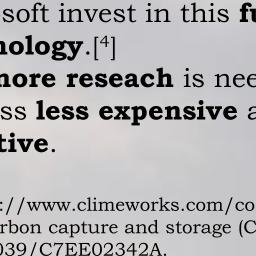 soft invest in this fu
nology.[4]
more reseach is nee
ss less expensive a
tive.
://www.climeworks.com/co
rbon capture and storage (C
039/C7EE02342A.